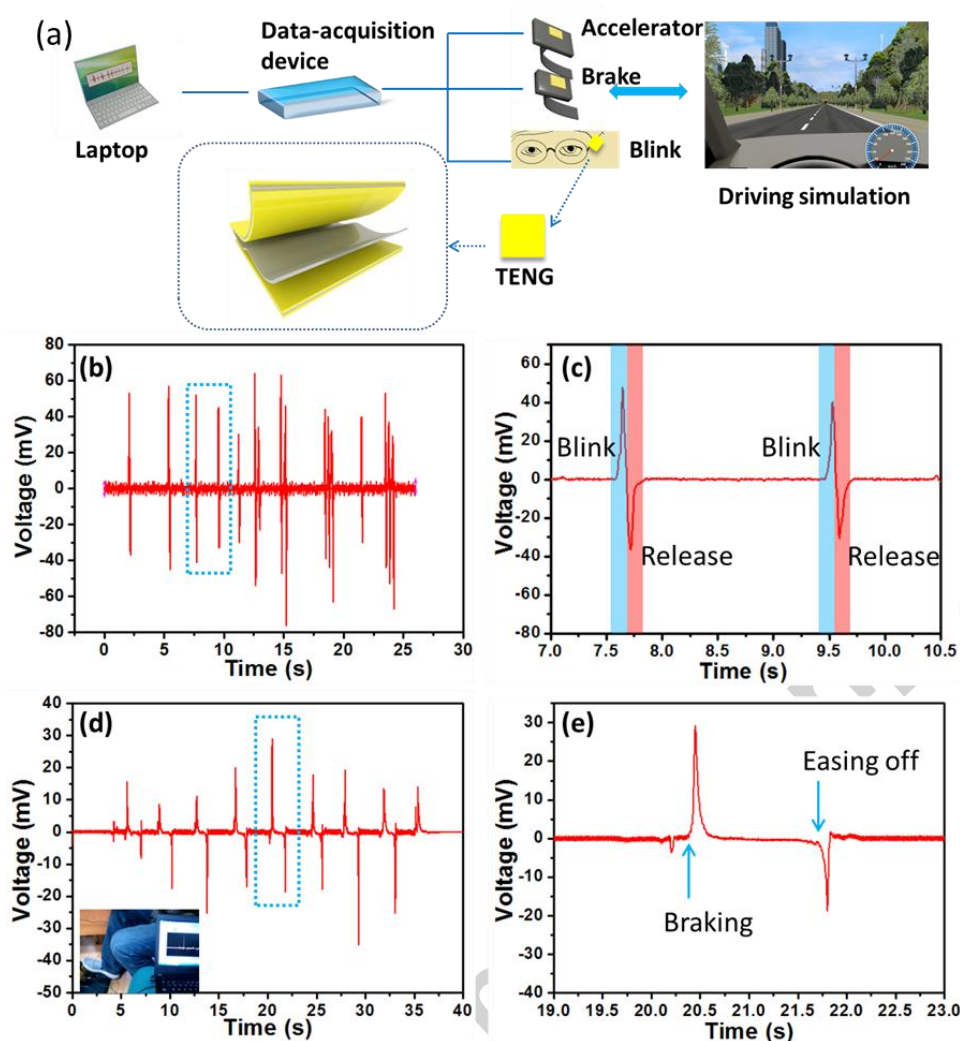 (a)
Data-acquisition
device
Accelerator
Brake
Laptop
Blink
Driving simulation
TENG
(b)
80
60
40
20
0
-20
-40
-60
-80
Voltage (mV)
0 5 10 15 20 25 30
Time (s)
(c)
80
60
40
20
0
-20
-40
-60
-80
Voltage (mV)
Blink
Blink
Release
Release
7.0 7.5 8.0 8.5 9.0 9.5 10.0 10.5
Time (s)
(d)
40
30
20
10
0
-10
-20
-30
-40
-50
Voltage (mV)
0 5 10 15 20 25 30 35 40
Time (s)
(e)
30
20
10
0
-10
-20
-30
Voltage (mV)
Easing off
Braking
19.0 19.5 20.0 20.5 21.0 21.5 22.0 22.5 23.0
Time (s)